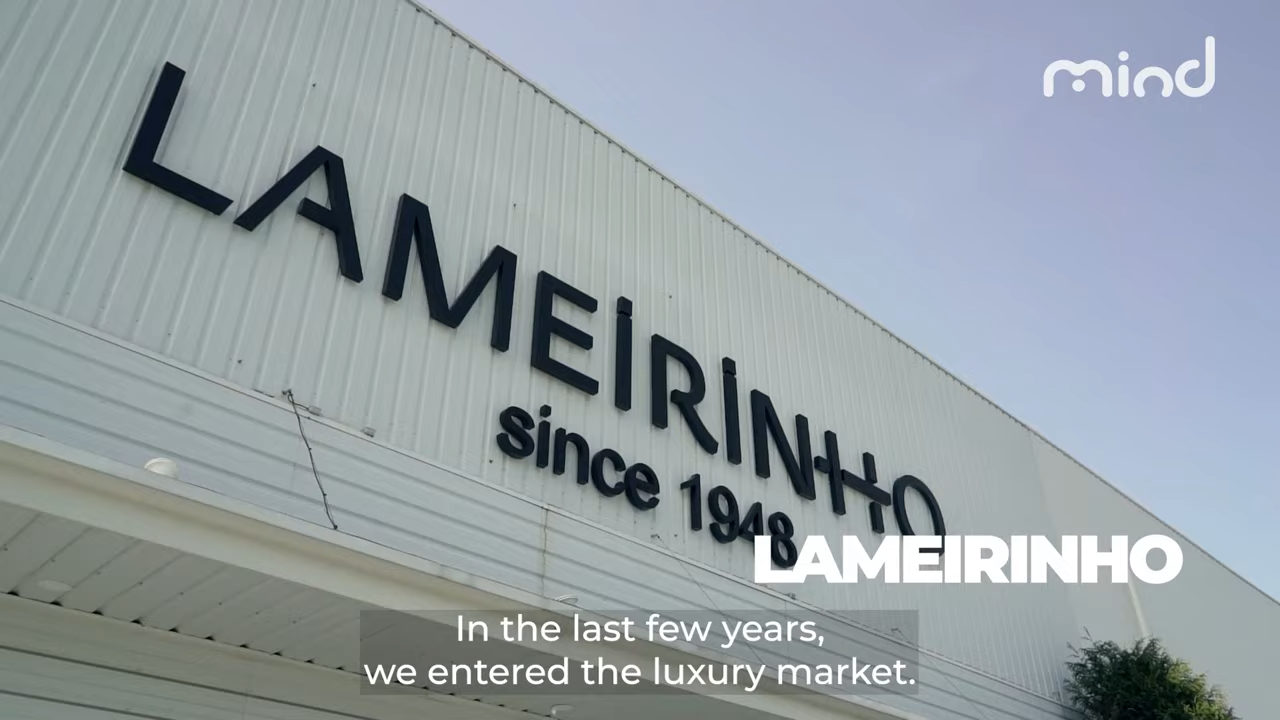 mind
LAMEIRINHO
since 1948
LAMEIRINHO
In the last few years,
we entered the luxury market.